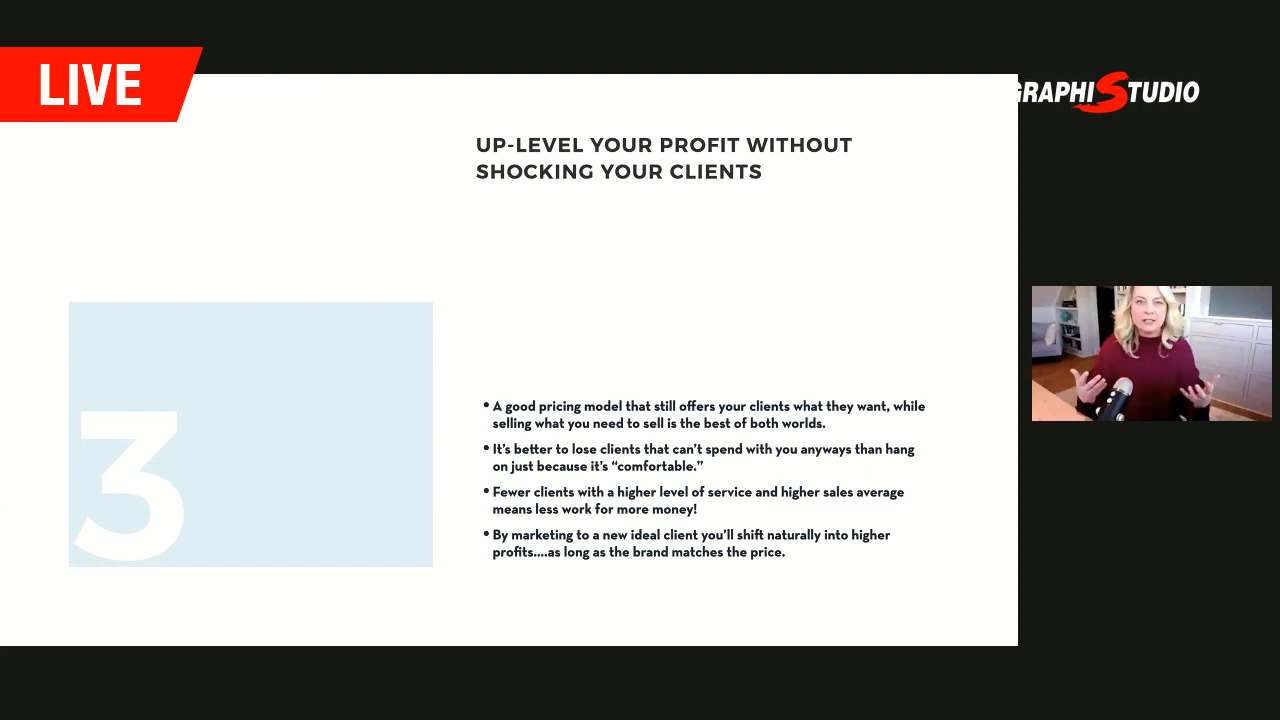 LIVE
GRAPHISTUDIO
UP-LEVEL YOUR PROFIT WITHOUT
SHOCKING YOUR CLIENTS
3
• A good pricing model that still offers your clients what they want, while
selling what you need to sell is the best of both worlds.
• It's better to lose clients that can't spend with you anyways than hang
on just because it's “comfortable.”
• Fewer clients with a higher level of service and higher sales average
means less work for more money!
• By marketing to a new ideal client you'll shift naturally into higher
profits....as long as the brand matches the price.